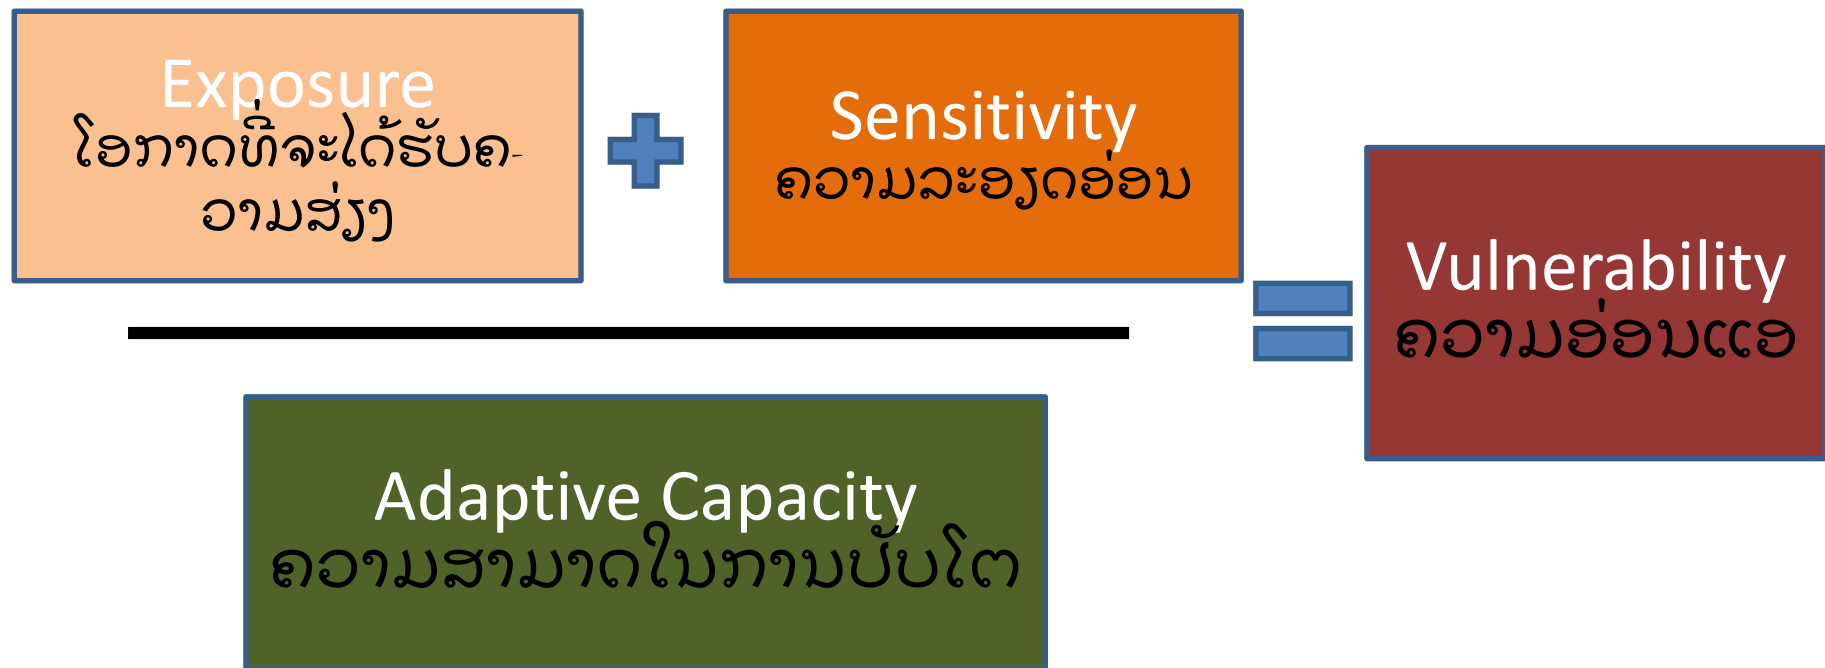 Exposure
ໂອກາດທີ່ຈະໄດ້ຮັບຄ-
ວາມສ່ຽງ
Sensitivity
ຄວາມລະອຽດອ່ອນ
Vulnerability
ຄວາມອ່ອນແອ
Adaptive Capacity
ຄວາມສາມາດໃນການປັບໂຕ